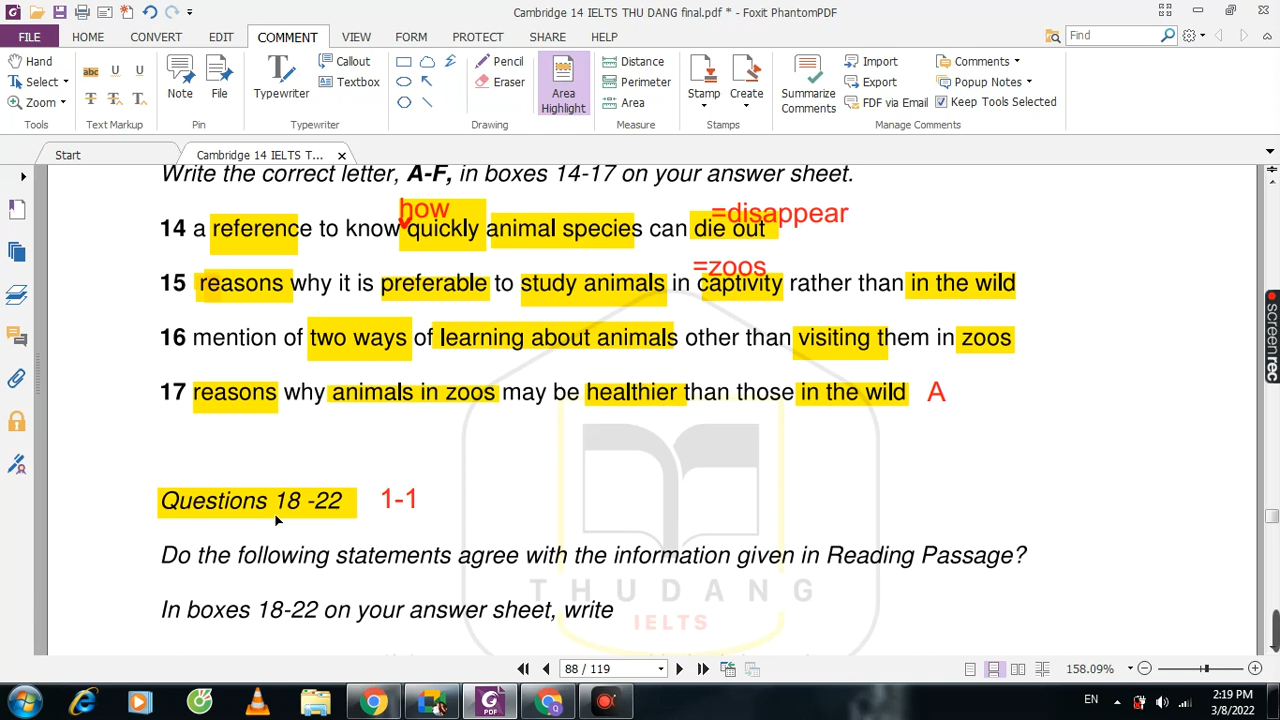 Cambridge 14 IELTS THU DANG final.pdf * - Foxit PhantomPDF
FILE HOME CONVERT EDIT COMMENT VIEW FORM PROTECT SHARE HELP Find
Hand Callout Pencil Distance Import Comments
Select Textbox Eraser Perimeter Export Popup Notes
Zoom Area FDF via Email Keep Tools Selected
Note File Typewriter Area Highlight Stamp Create Summarize Comments
Tools Text Markup Pin Typewriter Drawing Measure Stamps Manage Comments
Start Cambridge 14 IELTS T...
Write the correct letter, A-F, in boxes 14-17 on your answer sheet.
how =disappear
14 a reference to know quickly animal species can die out
=zoos
15 reasons why it is preferable to study animals in captivity rather than in the wild
16 mention of two ways of learning about animals other than visiting them in zoos
17 reasons why animals in zoos may be healthier than those in the wild A
Questions 18 -22 1-1
Do the following statements agree with the information given in Reading Passage?
THU DANG
In boxes 18-22 on your answer sheet, write
IELTS
screenrec
88 / 119 158.09%
EN 2:19 PM
3/8/2022